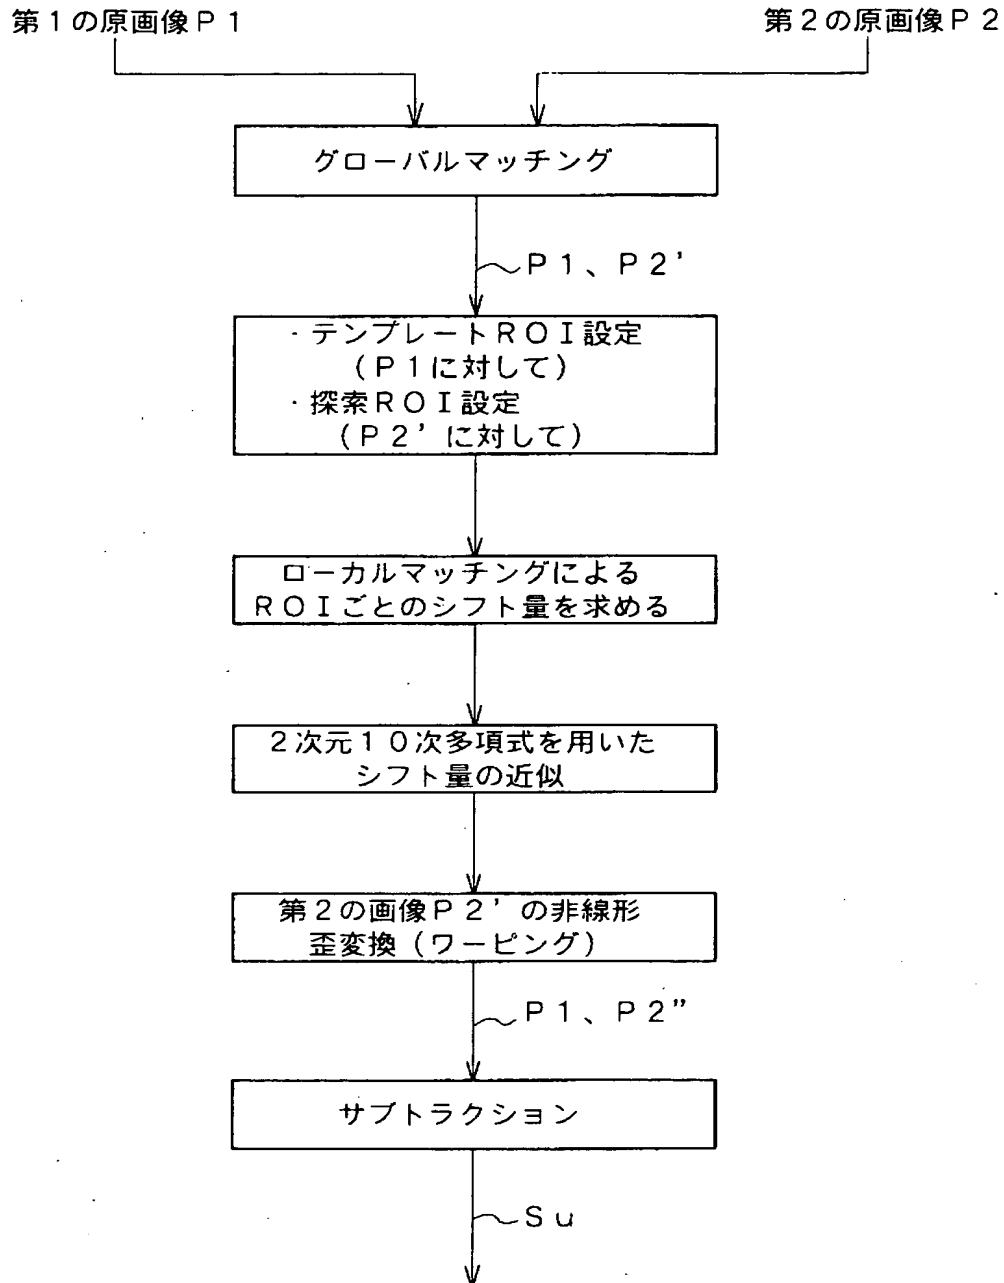 第１の原画像Ｐ１
第２の原画像Ｐ２
グローバルマッチング
Ｐ１、Ｐ２’
・テンプレートＲＯＩ設定
（Ｐ１に対して）
・探索ＲＯＩ設定
（Ｐ２’に対して）
ローカルマッチングによる
ＲＯＩごとのシフト量を求める
２次元１０次多項式を用いた
シフト量の近似
第２の画像Ｐ２’の非線形
歪変換（ワーピング）
Ｐ１、Ｐ２”
サブトラクション
Ｓｕ